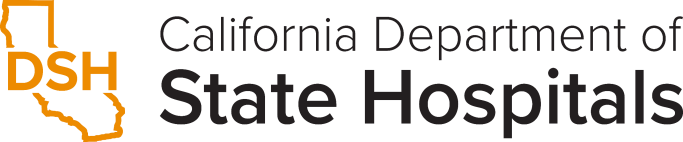 DSH
California Department of
State Hospitals